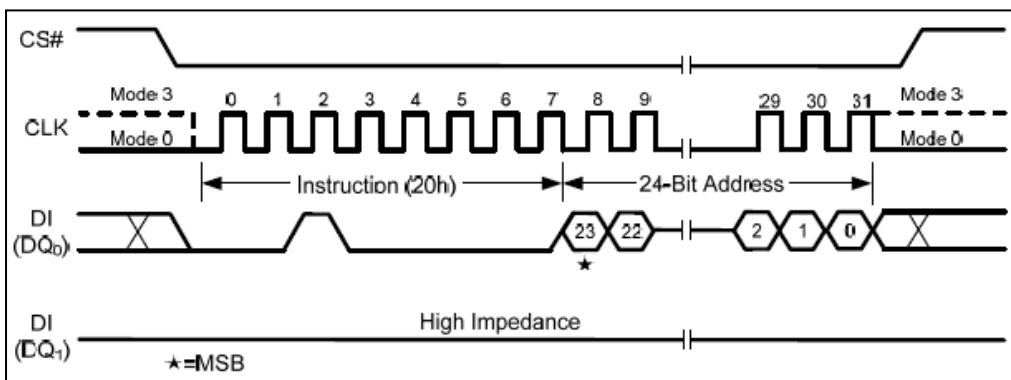 CS#
Mode 3 0 1 2 3 4 5 6 7 8 9 29 30 31 Mode 3
CLK Mode 0 Mode 0
Instruction (20h) 24-Bit Address
DI
(DQ0) 23 22 2 1 0
★
High Impedance
DI
(DQ1)
★=MSB